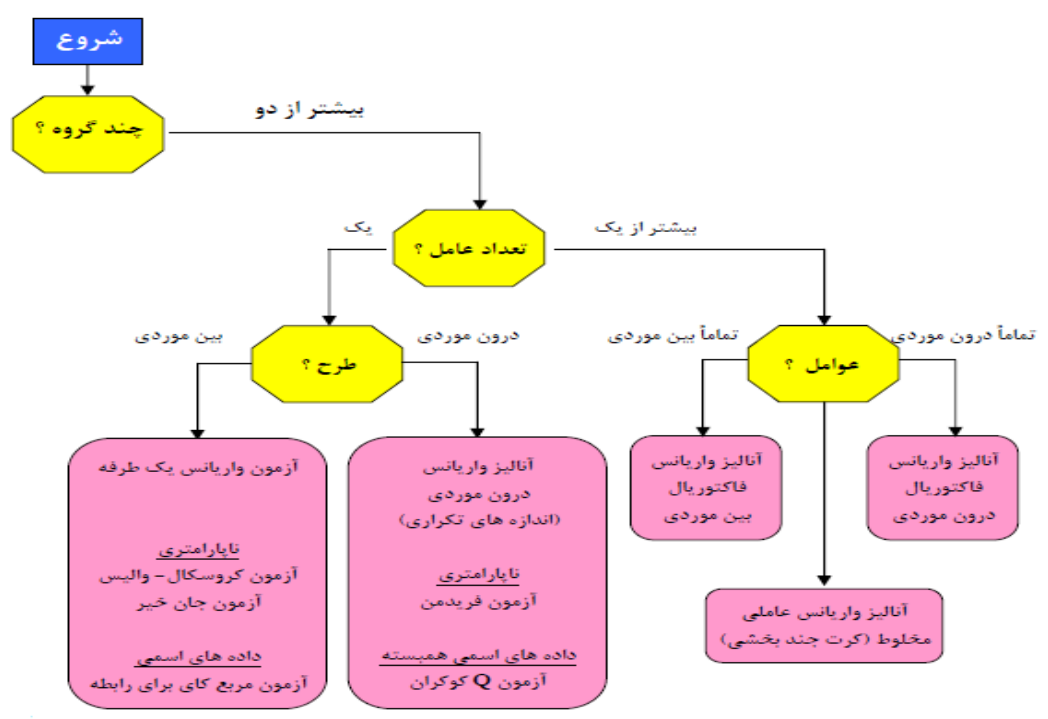 شروع
چند گروه ؟
بیشتر از دو
تعداد عامل ؟
یک
بیشتر از یک
طرح ؟
بین موردی
درون موردی
عوامل ؟
تماماً بین موردی
تماماً درون موردی
آزمون واریانس یک طرفه
ناپارامتری
آزمون کروسکال - والیس
آزمون جان خیر
داده های اسمی
آزمون مربع کای برای رابطه
آنالیز واریانس
درون موردی
(اندازه های تکراری)
ناپارامتری
آزمون فریدمن
داده های اسمی همبسته
آزمون Q کوکران
آنالیز واریانس
فاکتوریال
بین موردی
آنالیز واریانس
فاکتوریال
درون موردی
آنالیز واریانس عاملی
مخلوط (کرت چند بخشی)